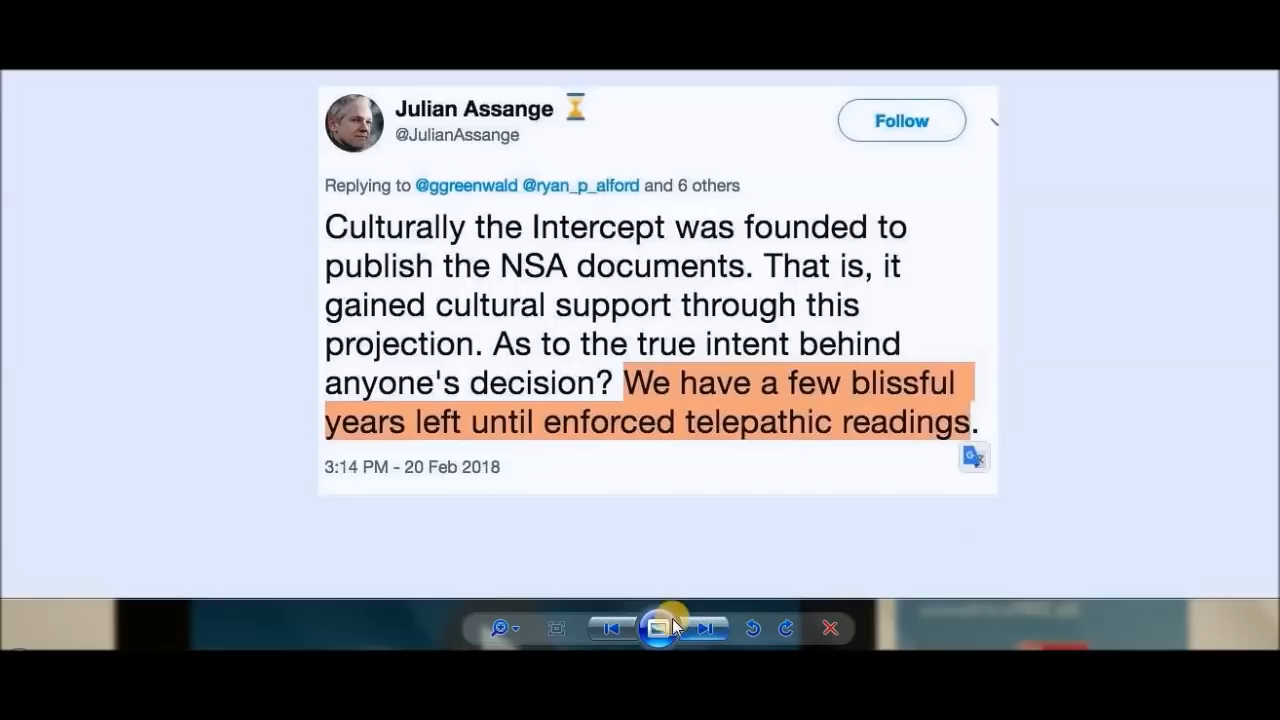 Julian Assange ⏳
@JulianAssange
Follow
Replying to @ggreenwald @ryan_p_alford and 6 others
Culturally the Intercept was founded to
publish the NSA documents. That is, it
gained cultural support through this
projection. As to the true intent behind
anyone's decision? We have a few blissful
years left until enforced telepathic readings.
3:14 PM - 20 Feb 2018